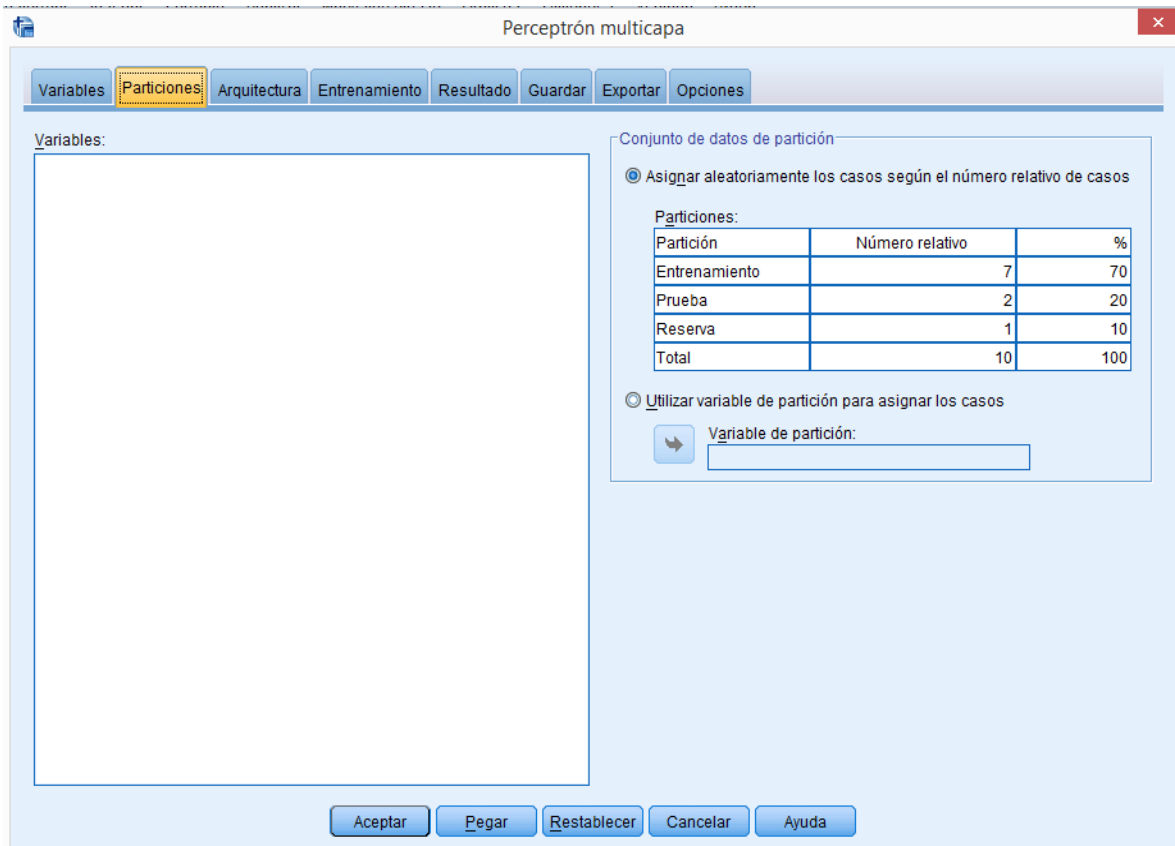 Perceptrón multicapa
Variables Particiones Arquitectura Entrenamiento Resultado Guardar Exportar Opciones
Variables:
Conjunto de datos de partición
Asignar aleatoriamente los casos según el número relativo de casos
Particiones:
Partición Número relativo %
Entrenamiento 7 70
Prueba 2 20
Reserva 1 10
Total 10 100
Utilizar variable de partición para asignar los casos
Variable de partición:
Aceptar Pegar Restablecer Cancelar Ayuda